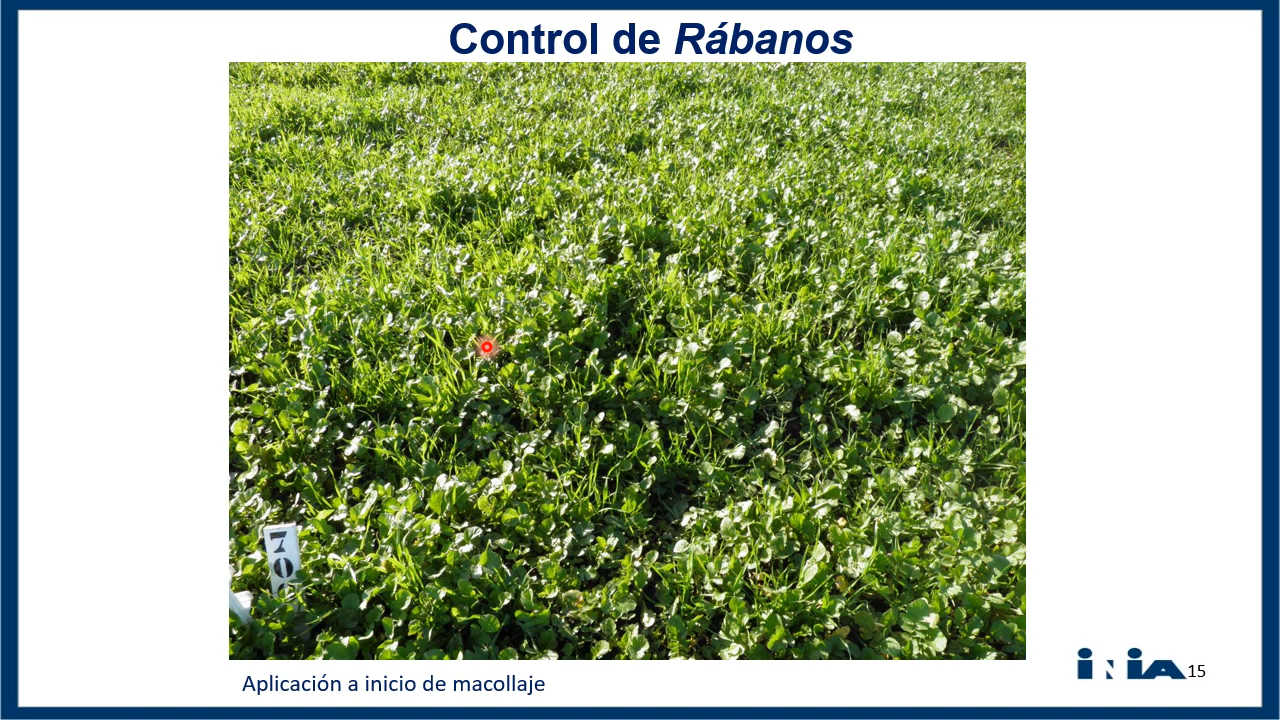 Control de Rábanos
70
Aplicación a inicio de macollaje
INIA
15